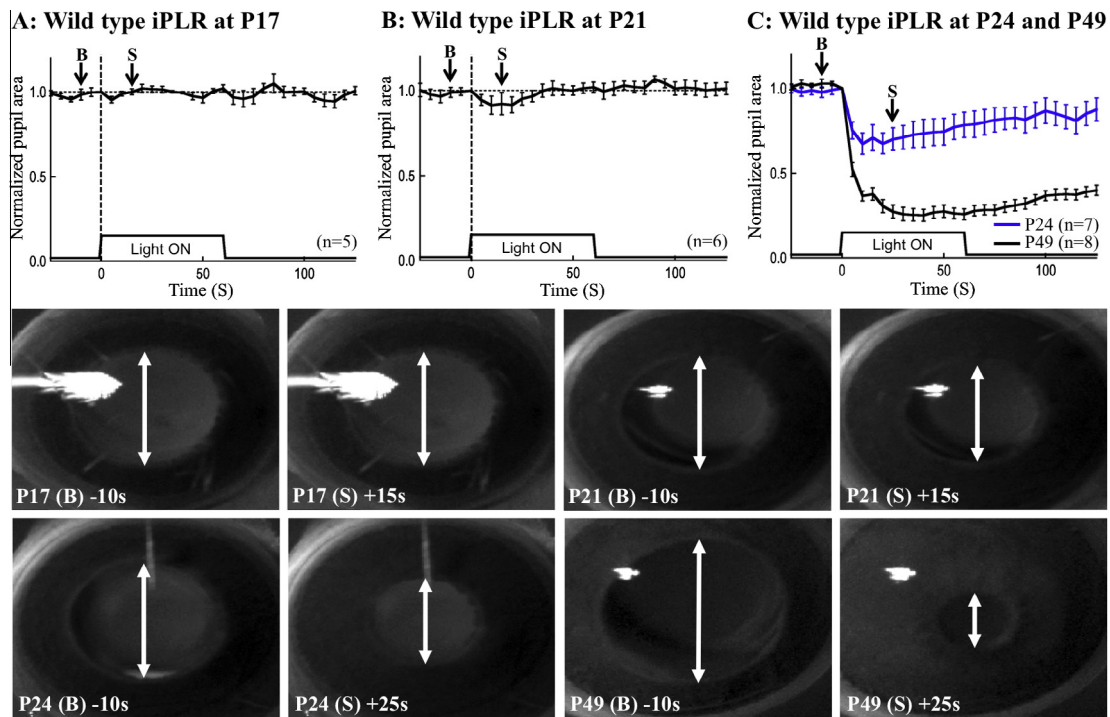 A: Wild type iPLR at P17
B
S
Normalized pupil area
1.0
0.5
0.0
Light ON
(n=5)
0
50
100
Time (S)
B: Wild type iPLR at P21
B
S
Normalized pupil area
1.0
0.5
0.0
Light ON
(n=6)
0
50
100
Time (S)
C: Wild type iPLR at P24 and P49
B
S
Normalized pupil area
1.0
0.5
0.0
P24 (n=7)
P49 (n=8)
Light ON
0
50
100
Time (S)
P17 (B) -10s
P17 (S) +15s
P21 (B) -10s
P21 (S) +15s
P24 (B) -10s
P24 (S) +25s
P49 (B) -10s
P49 (S) +25s